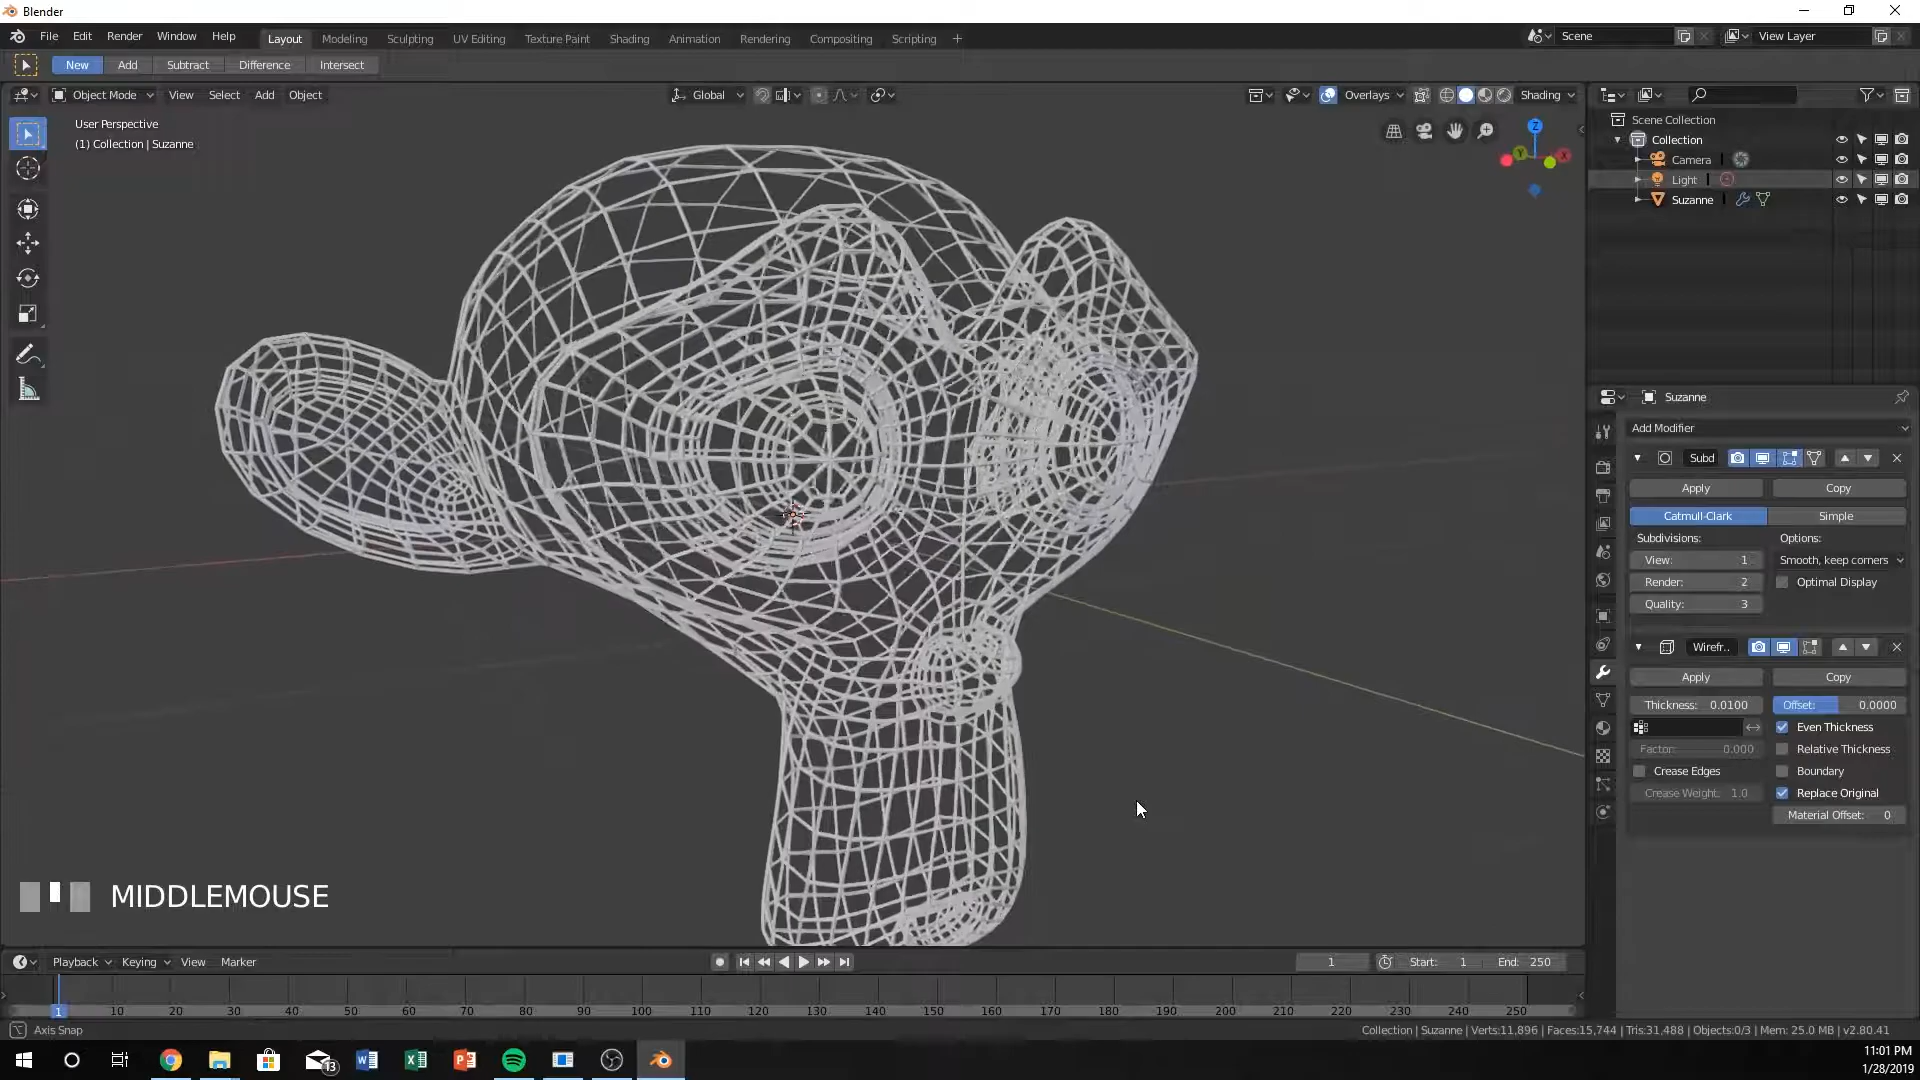 Blender
File Edit Render Window Help Layout Modeling Sculpting UV Editing Texture Paint Shading Animation Rendering Compositing Scripting + Scene View Layer
New Add Subtract Difference Intersect
Object Mode View Select Add Object Global Overlays Shading
User Perspective
(1) Collection | Suzanne
Z
Y
X
Scene Collection
Collection
Camera
Light
Suzanne
Suzanne
Add Modifier
Subd
Apply Copy
Catmull-Clark Simple
Subdivisions: Options:
View: 1 Smooth, keep corners
Render: 2 Optimal Display
Quality: 3
Wirefr..
Apply Copy
Thickness: 0.0100 Offset: 0.0000
Even Thickness
Factor: 0.000 Relative Thickness
Crease Edges Boundary
Crease Weight: 1.0 Replace Original
Material Offset: 0
MIDDLEMOUSE
Playback Keying View Marker 1 Start: 1 End: 250
1 10 20 30 40 50 60 70 80 90 100 110 120 130 140 150 160 170 180 190 200 210 220 230 240 250
Axis Snap Collection | Suzanne | Verts:11,896 | Faces:15,744 | Tris:31,488 | Objects:0/3 | Mem: 25.0 MB | v2.80.41
13
11:01 PM
1/28/2019